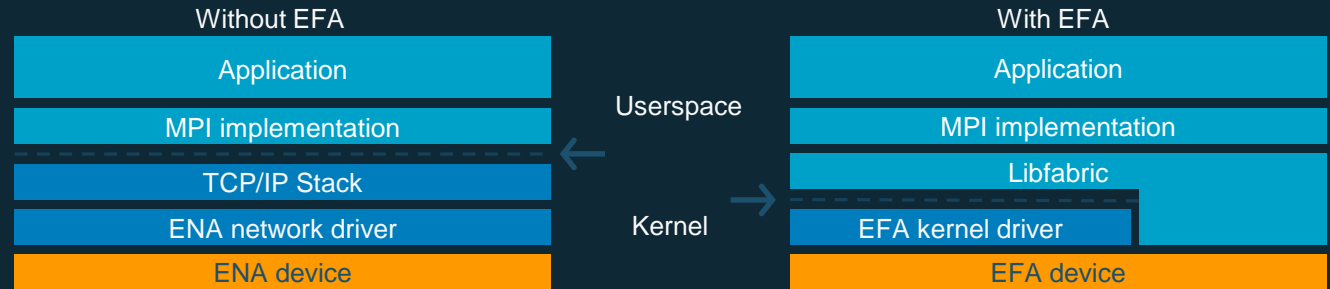 Without EFA
Application
MPI implementation
TCP/IP Stack
ENA network driver
ENA device
Userspace
Kernel
With EFA
Application
MPI implementation
Libfabric
EFA kernel driver
EFA device